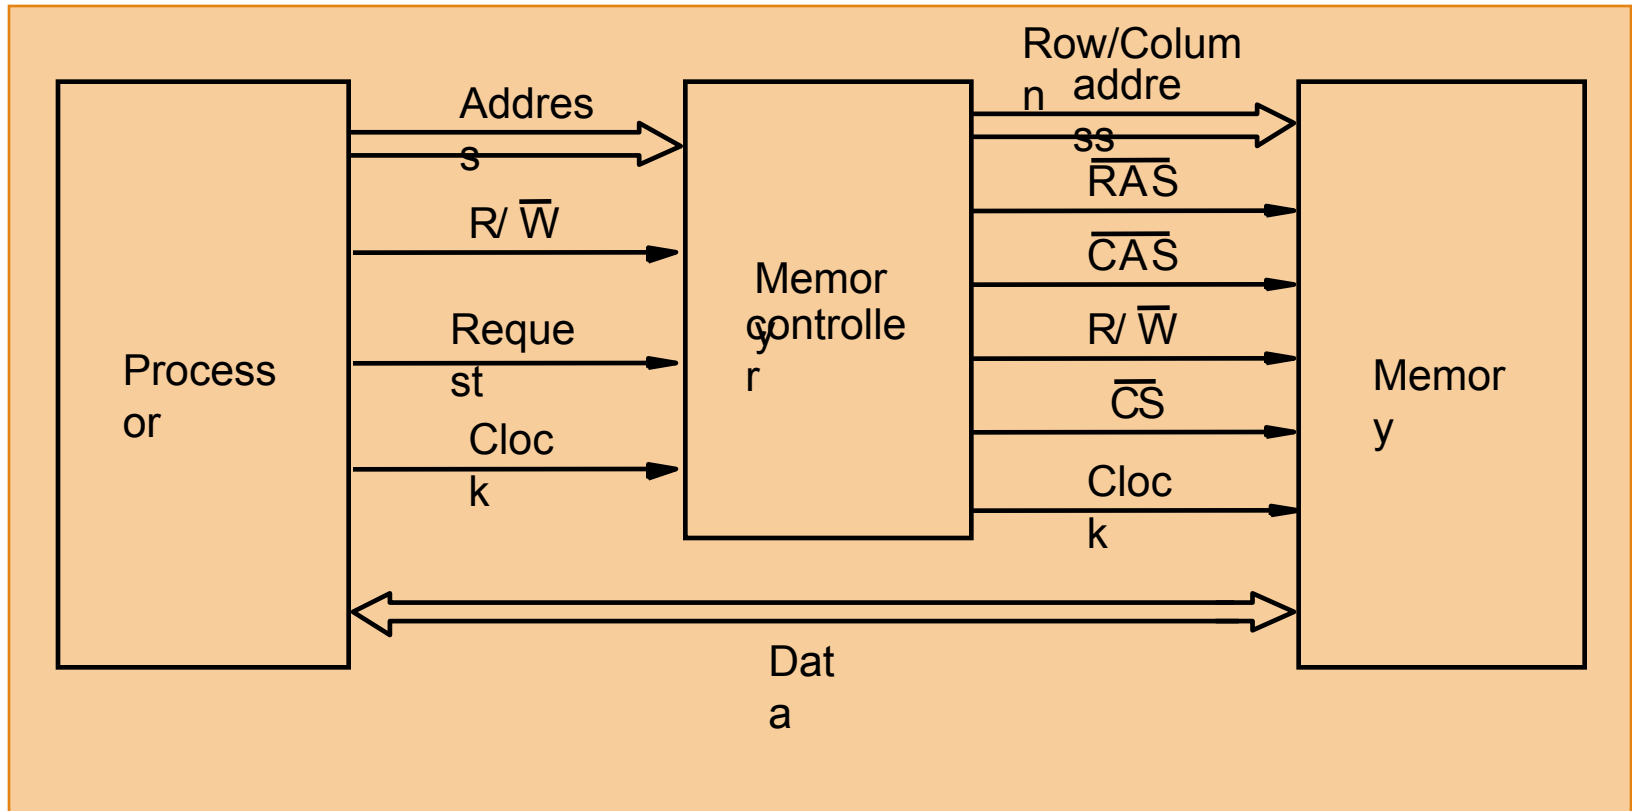 Row/Colum
n
addre
ss
Addres
s
RAS
R/ W
CAS
Memor
y
controlle
r
Reque
st
R/ W
Process
or
Memor
y
CS
Cloc
k
Cloc
k
Dat
a